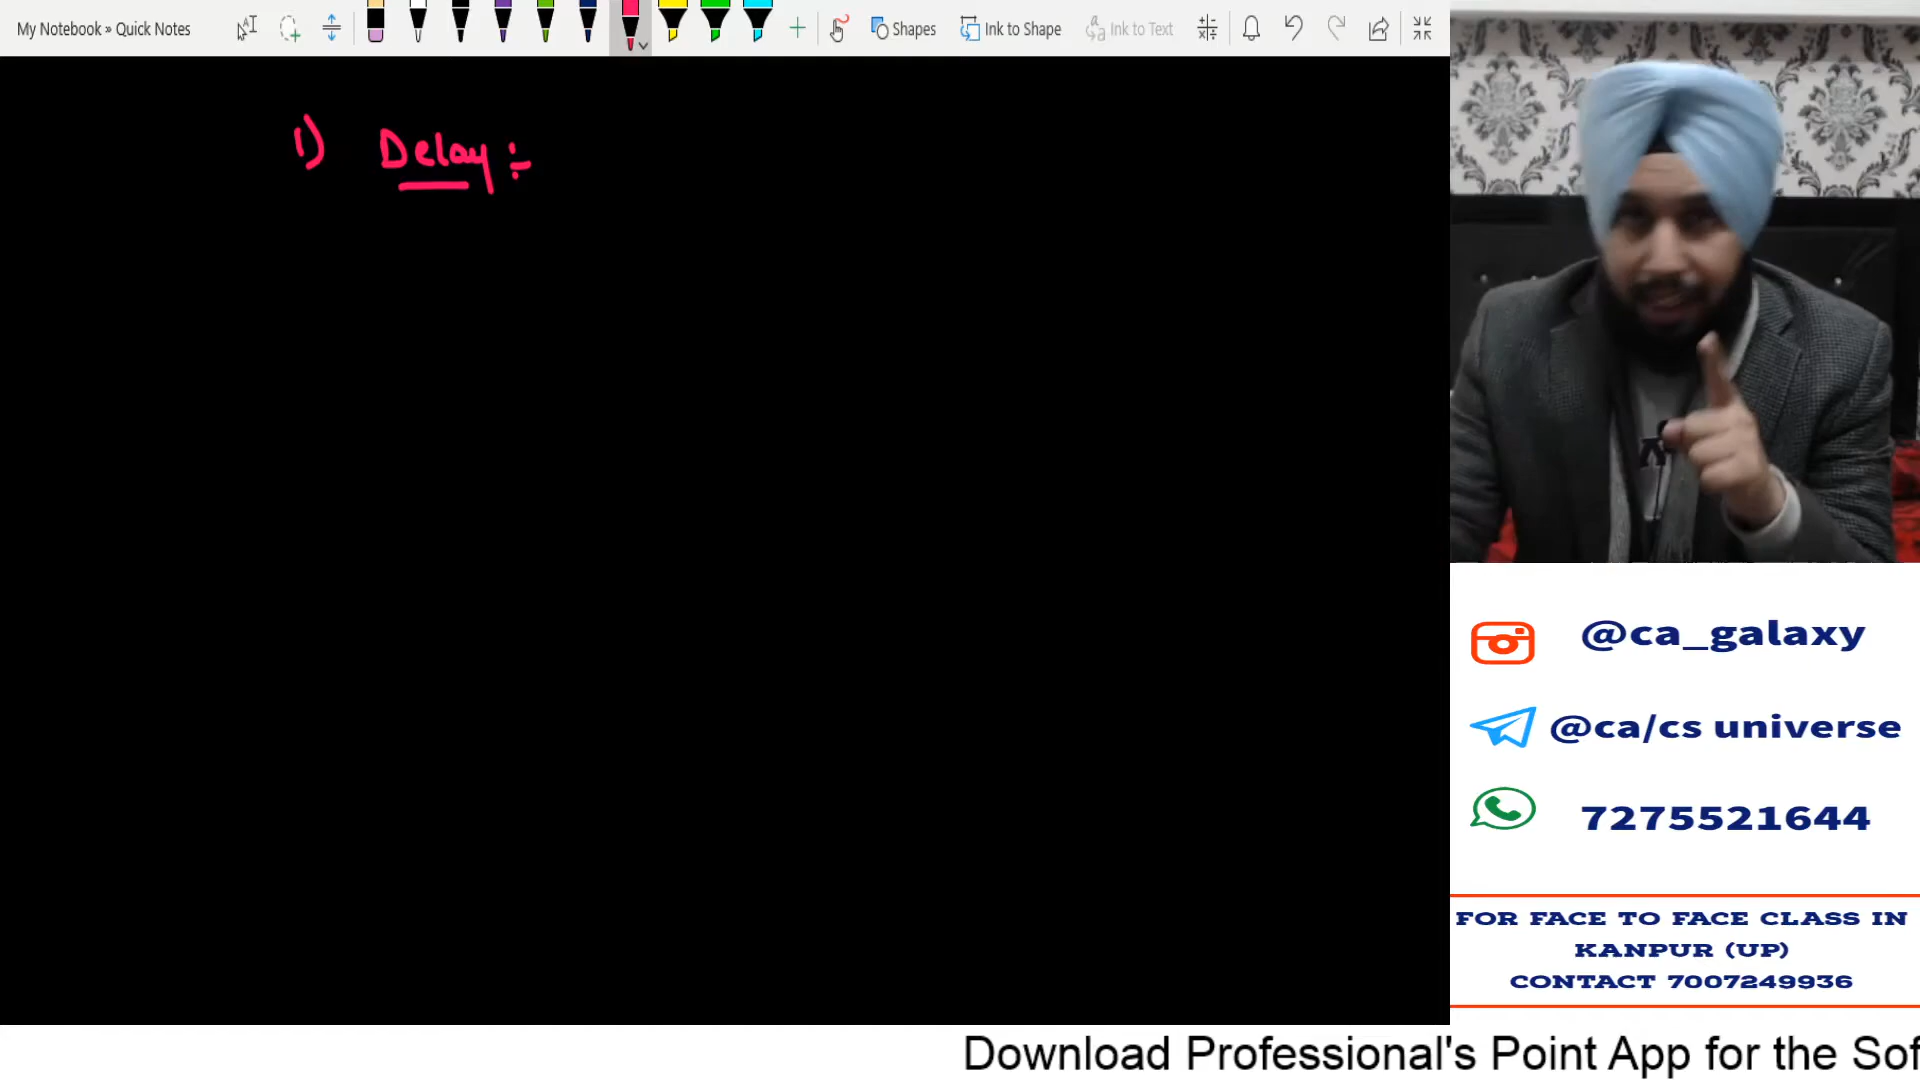 My Notebook » Quick Notes
Shapes
Ink to Shape
Ink to Text
1) Delay :-
@ca_galaxy
@ca/cs universe
7275521644
FOR FACE TO FACE CLASS IN
KANPUR (UP)
CONTACT 7007249936
Download Professional's Point App for the Sof